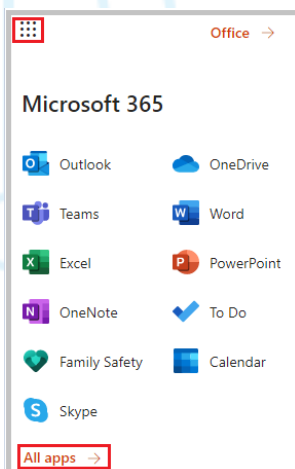 Office →
Microsoft 365
Outlook OneDrive
Teams Word
Excel PowerPoint
OneNote To Do
Family Safety Calendar
Skype
All apps →